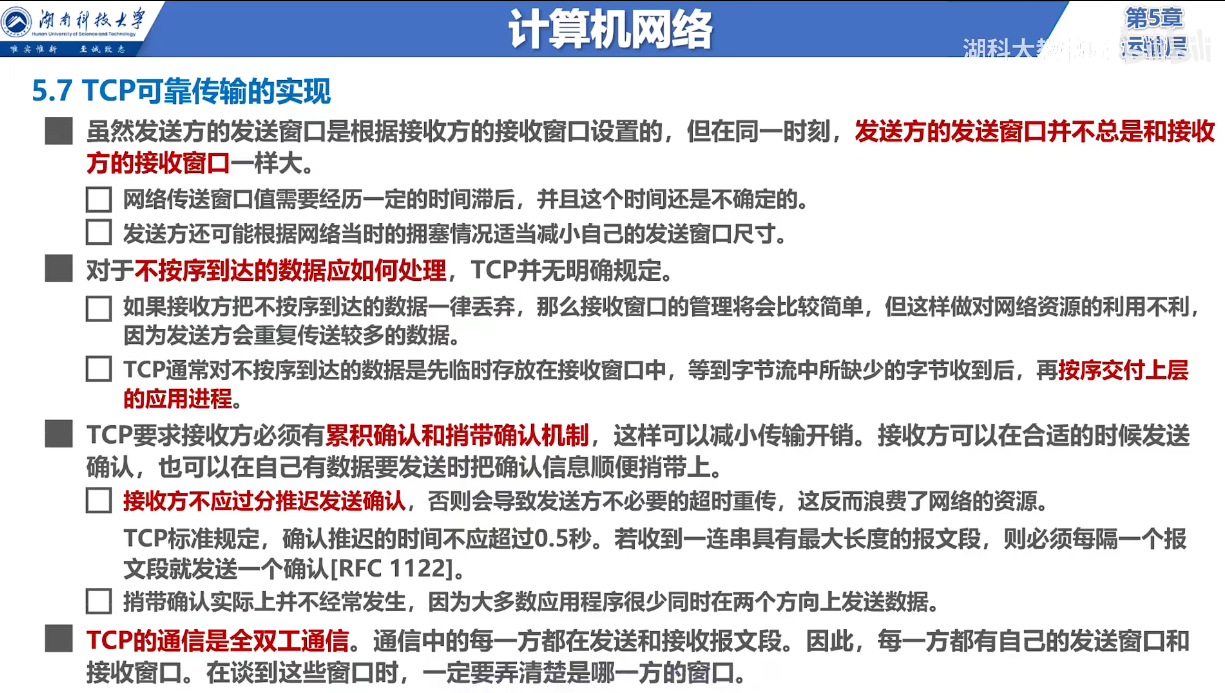 湖南科技大学
Hunan University of Science and Technology
唯实惟新 至诚致志
计算机网络
第5章
运输层
湖科大教
bilibili
5.7 TCP可靠传输的实现
虽然发送方的发送窗口是根据接收方的接收窗口设置的，但在同一时刻，发送方的发送窗口并不总是和接收
方的接收窗口一样大。
网络传送窗口值需要经历一定的时间滞后，并且这个时间还是不确定的。
发送方还可能根据网络当时的拥塞情况适当减小自己的发送窗口尺寸。
对于不按序到达的数据应如何处理，TCP并无明确规定。
如果接收方把不按序到达的数据一律丢弃，那么接收窗口的管理将会比较简单，但这样做对网络资源的利用不利，
因为发送方会重复传送较多的数据。
TCP通常对不按序到达的数据是先临时存放在接收窗口中，等到字节流中所缺少的字节收到后，再按序交付上层
的应用进程。
TCP要求接收方必须有累积确认和捎带确认机制，这样可以减小传输开销。接收方可以在合适的时候发送
确认，也可以在自己有数据要发送时把确认信息顺便捎带上。
接收方不应过分推迟发送确认，否则会导致发送方不必要的超时重传，这反而浪费了网络的资源。
TCP标准规定，确认推迟的时间不应超过0.5秒。若收到一连串具有最大长度的报文段，则必须每隔一个报
文段就发送一个确认[RFC 1122]。
捎带确认实际上并不经常发生，因为大多数应用程序很少同时在两个方向上发送数据。
TCP的通信是全双工通信。通信中的每一方都在发送和接收报文段。因此，每一方都有自己的发送窗口和
接收窗口。在谈到这些窗口时，一定要弄清楚是哪一方的窗口。